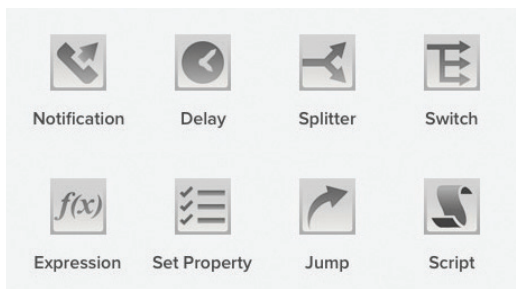 Notification Delay Splitter Switch
f(x)
Expression Set Property Jump Script